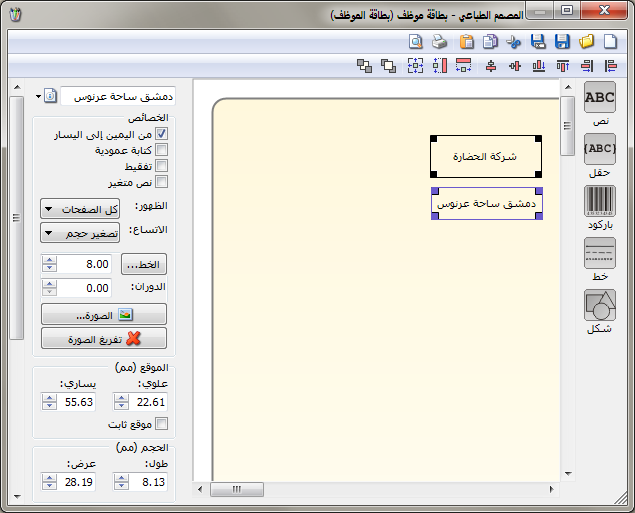 المصمم الطباعي - بطاقة موظف (بطاقة الموظف)
ABC
نص
{ABC}
حقل
باركود
خط
شكل
شركة الحضارة
دمشق ساحة عرنوس
دمشق ساحة عرنوس
الخصائص
من اليمين إلى اليسار
كتابة عمودية
تفقيط
نص متغير
الظهور: كل الصفحات
الاتساع: تصغير حجم
الخط... 8.00
الدوران: 0.00
الصورة...
تفريغ الصورة
الموقع (مم)
علوي: يساري:
22.61 55.63
موقع ثابت
الحجم (مم)
طول: عرض:
8.13 28.19